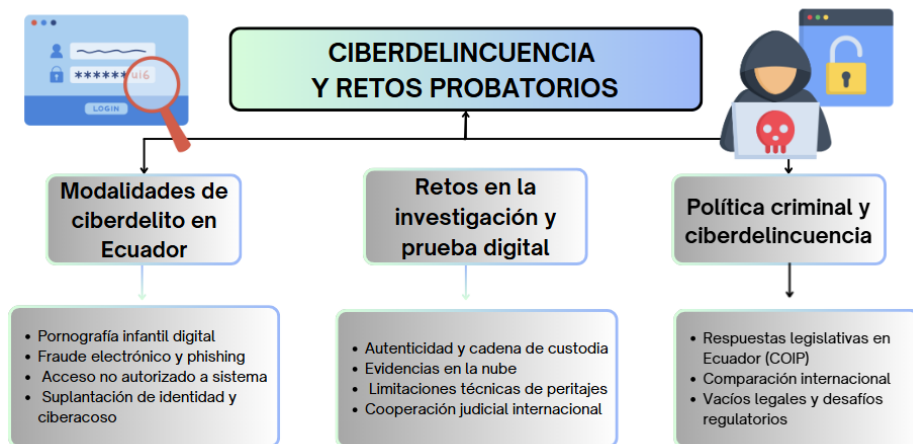 CIBERDELINCUENCIA
Y RETOS PROBATORIOS
******ui6
LOGIN
Modalidades de
ciberdelito en
Ecuador
Retos en la
investigación y
prueba digital
Política criminal y
ciberdelincuencia
• Pornografía infantil digital
• Fraude electrónico y phishing
• Acceso no autorizado a sistema
• Suplantación de identidad y
ciberacoso
• Autenticidad y cadena de custodia
• Evidencias en la nube
• Limitaciones técnicas de peritajes
• Cooperación judicial internacional
• Respuestas legislativas en
Ecuador (COIP)
• Comparación internacional
• Vacíos legales y desafíos
regulatorios